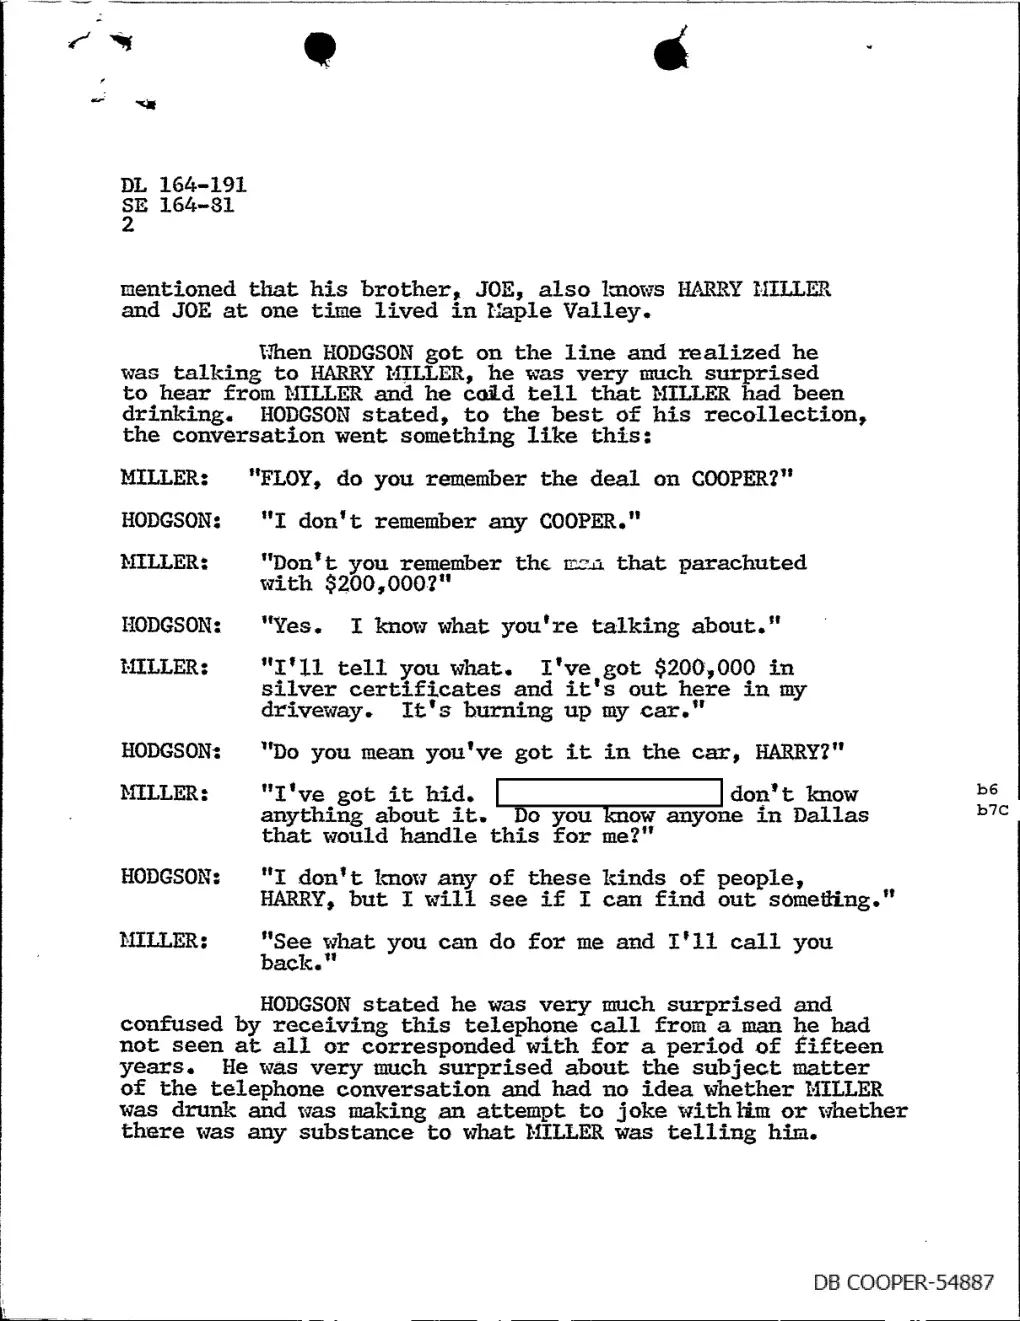 DL 164-191
SE 164-81
2
mentioned that his brother, JOE, also knows HARRY MILLER
and JOE at one time lived in Maple Valley.
When HODGSON got on the line and realized he
was talking to HARRY MILLER, he was very much surprised
to hear from MILLER and he could tell that MILLER had been
drinking. HODGSON stated, to the best of his recollection,
the conversation went something like this:
MILLER: "FLOY, do you remember the deal on COOPER?"
HODGSON: "I don't remember any COOPER."
MILLER: "Don't you remember the man that parachuted
with $200,000?"
HODGSON: "Yes. I know what you're talking about."
MILLER: "I'll tell you what. I've got $200,000 in
silver certificates and it's out here in my
driveway. It's burning up my car."
HODGSON: "Do you mean you've got it in the car, HARRY?"
MILLER: "I've got it hid. don't know b6
anything about it. Do you know anyone in Dallas b7C
that would handle this for me?"
HODGSON: "I don't know any of these kinds of people,
HARRY, but I will see if I can find out something."
MILLER: "See what you can do for me and I'll call you
back."
HODGSON stated he was very much surprised and
confused by receiving this telephone call from a man he had
not seen at all or corresponded with for a period of fifteen
years. He was very much surprised about the subject matter
of the telephone conversation and had no idea whether MILLER
was drunk and was making an attempt to joke with him or whether
there was any substance to what MILLER was telling him.
DB COOPER-54887